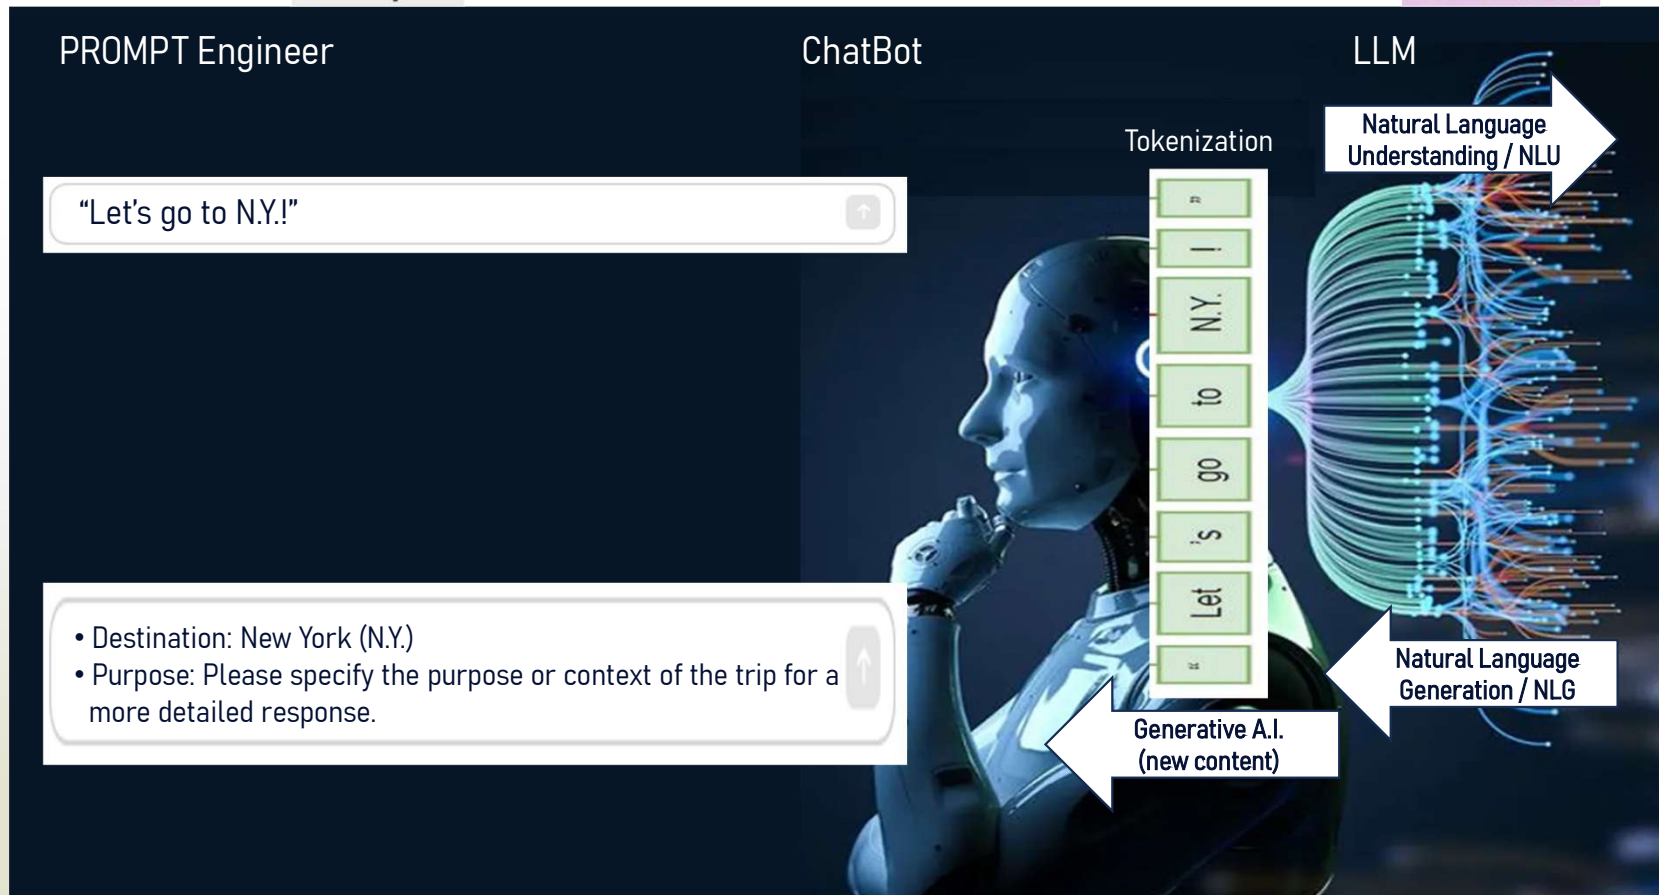 PROMPT Engineer
ChatBot
LLM
Natural Language
Understanding / NLU
Tokenization
“Let’s go to N.Y.!”
”
!
N.Y.
to
go
’s
Let
“
• Destination: New York (N.Y.)
• Purpose: Please specify the purpose or context of the trip for a
more detailed response.
Natural Language
Generation / NLG
Generative A.I.
(new content)